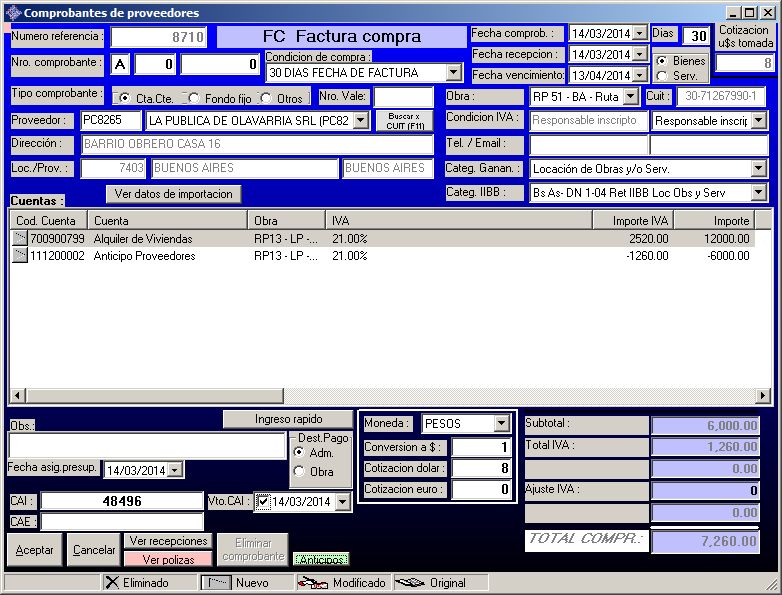 Comprobantes de proveedores
Numero referencia : 8710 FC Factura compra Fecha comprob. : 14/03/2014 Dias 30 Cotizacion u$s tomada
Nro. comprobante : A 0 0 Condicion de compra : Fecha recepcion : 14/03/2014 Bienes 8
30 DIAS FECHA DE FACTURA Fecha vencimiento: 13/04/2014 Serv.
Tipo comprobante : Cta.Cte. Fondo fijo Otros Nro. Vale: Obra : RP 51 - BA - Ruta Cuit : 30-71267990-1
Proveedor : PC8265 LA PUBLICA DE OLAVARRIA SRL (PC82 Buscar x CUIT (F11) Condicion IVA : Responsable inscripto Responsable inscrip
Dirección : BARRIO OBRERO CASA 16 Tel. / Email :
Loc./Prov. : 7403 BUENOS AIRES BUENOS AIRES Categ. Ganan. : Locación de Obras y/o Serv.
Cuentas : Ver datos de importacion Categ. IIBB : Bs As- DN 1-04 Ret IIBB Loc Obs y Serv
Cod. Cuenta Cuenta Obra IVA Importe IVA Importe
700900799 Alquiler de Viviendas RP13 - LP -... 21.00% 2520.00 12000.00
111200002 Anticipo Proveedores RP13 - LP -... 21.00% -1260.00 -6000.00
Obs.: Ingreso rapido Moneda : PESOS Subtotal : 6,000.00
Dest.Pago Adm. Conversion a $ : 1 Total IVA : 1,260.00
Fecha asig.presup. 14/03/2014 Obra Cotizacion dolar : 8 0.00
CAI : 48496 Vto.CAI : 14/03/2014 Cotizacion euro : 0 Ajuste IVA : 0
CAE : 0.00
Aceptar Cancelar Ver recepciones Ver polizas Eliminar comprobante Anticipos TOTAL COMPR.: 7,260.00
Eliminado Nuevo Modificado Original